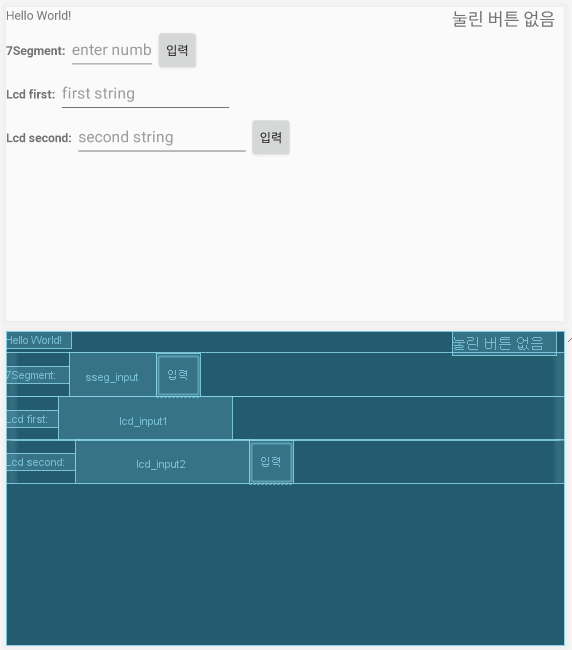 Hello World!
눌린 버튼 없음
7Segment: enter numb 입력
Lcd first: first string
Lcd second: second string 입력
Hello World!
눌린 버튼 없음
7Segment: sseg_input 입력
Lcd first: lcd_input1
Lcd second: lcd_input2 입력